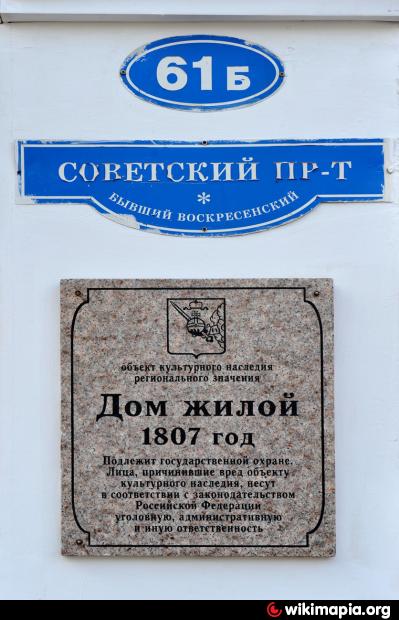 61Б
СОВЕТСКИЙ ПР-Т
*
БЫВШИЙ ВОСКРЕСЕНСКИЙ
объект культурного наследия
регионального значения
Дом жилой
1807 год
Подлежит государственной охране.
Лица, причинившие вред объекту
культурного наследия, несут
в соответствии с законодательством
Российской Федерации
уголовную, административную
и иную ответственность
wikimapia.org